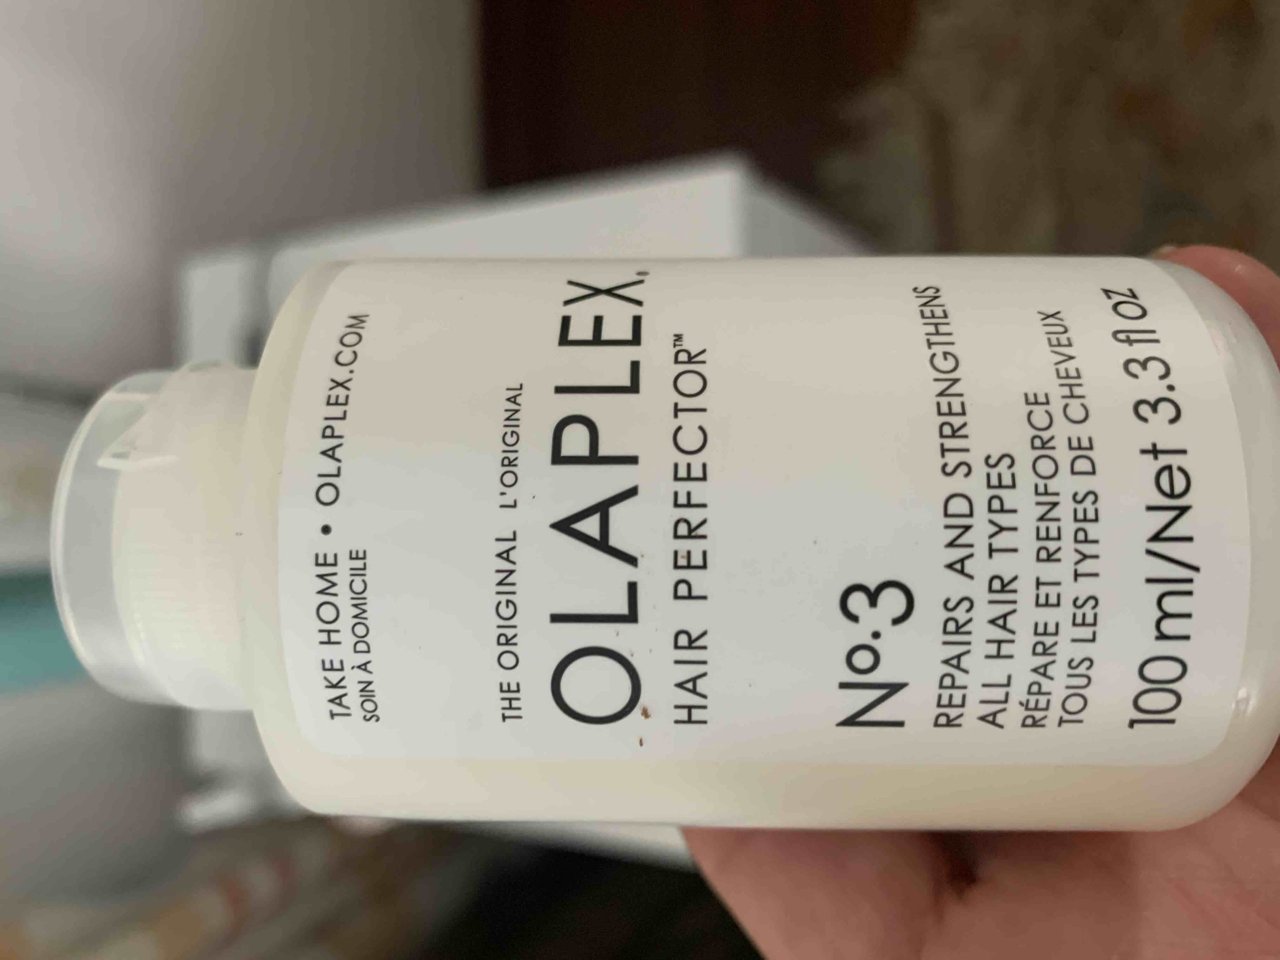 TAKE HOME • OLAPLEX.COM
SOIN À DOMICILE
THE ORIGINAL L'ORIGINAL
OLAPLEX.
HAIR PERFECTOR™
Nº.3
REPAIRS AND STRENGTHENS
ALL HAIR TYPES
RÉPARE ET RENFORCE
TOUS LES TYPES DE CHEVEUX
100 ml/Net 3.3 fl oz